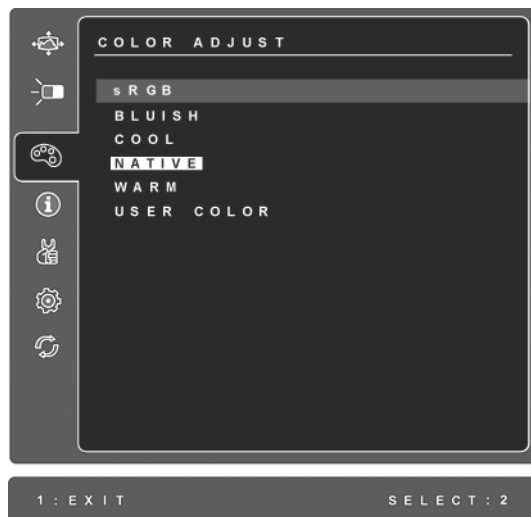 COLOR ADJUST
sRGB
BLUISH
COOL
NATIVE
WARM
USER COLOR
1:EXIT SELECT:2